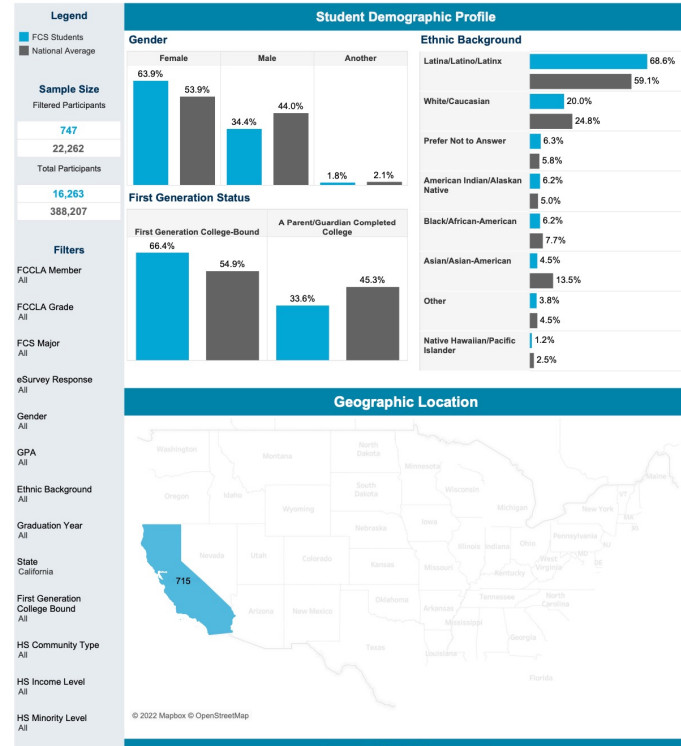 Legend
FCS Students
National Average
Sample Size
Filtered Participants
747
22,262
Total Participants
16,263
388,207
Filters
FCCLA Member
All
FCCLA Grade
All
FCS Major
All
eSurvey Response
All
Gender
All
GPA
All
Ethnic Background
All
Graduation Year
All
State
California
First Generation
College Bound
All
HS Community Type
All
HS Income Level
All
HS Minority Level
All
Student Demographic Profile
Gender
Female Male Another
63.9% 53.9% 34.4% 44.0% 1.8% 2.1%
First Generation Status
First Generation College-Bound
A Parent/Guardian Completed
College
66.4% 54.9% 33.6% 45.3%
Ethnic Background
Latina/Latino/Latinx 68.6%
59.1%
White/Caucasian 20.0%
24.8%
Prefer Not to Answer 6.3%
5.8%
American Indian/Alaskan
Native
6.2%
5.0%
Black/African-American 6.2%
7.7%
Asian/Asian-American 4.5%
13.5%
Other 3.8%
4.5%
Native Hawaiian/Pacific
Islander
1.2%
2.5%
Geographic Location
Washington
Montana
North
Dakota
Minnesota
Maine
Oregon
Idaho
Wyoming
South
Dakota
Wisconsin
Michigan
VT
New York
MA
RI
Nebraska
Iowa
Pennsylvania
NJ
Nevada
Utah
Colorado
Kansas
Missouri
Illinois
Indiana
Ohio
West
Virginia
MD
DE
Kentucky
715
Arizona
New Mexico
Oklahoma
Arkansas
Tennessee
North
Carolina
Mississippi
Georgia
Texas
Louisiana
Florida
© 2022 Mapbox © OpenStreetMap